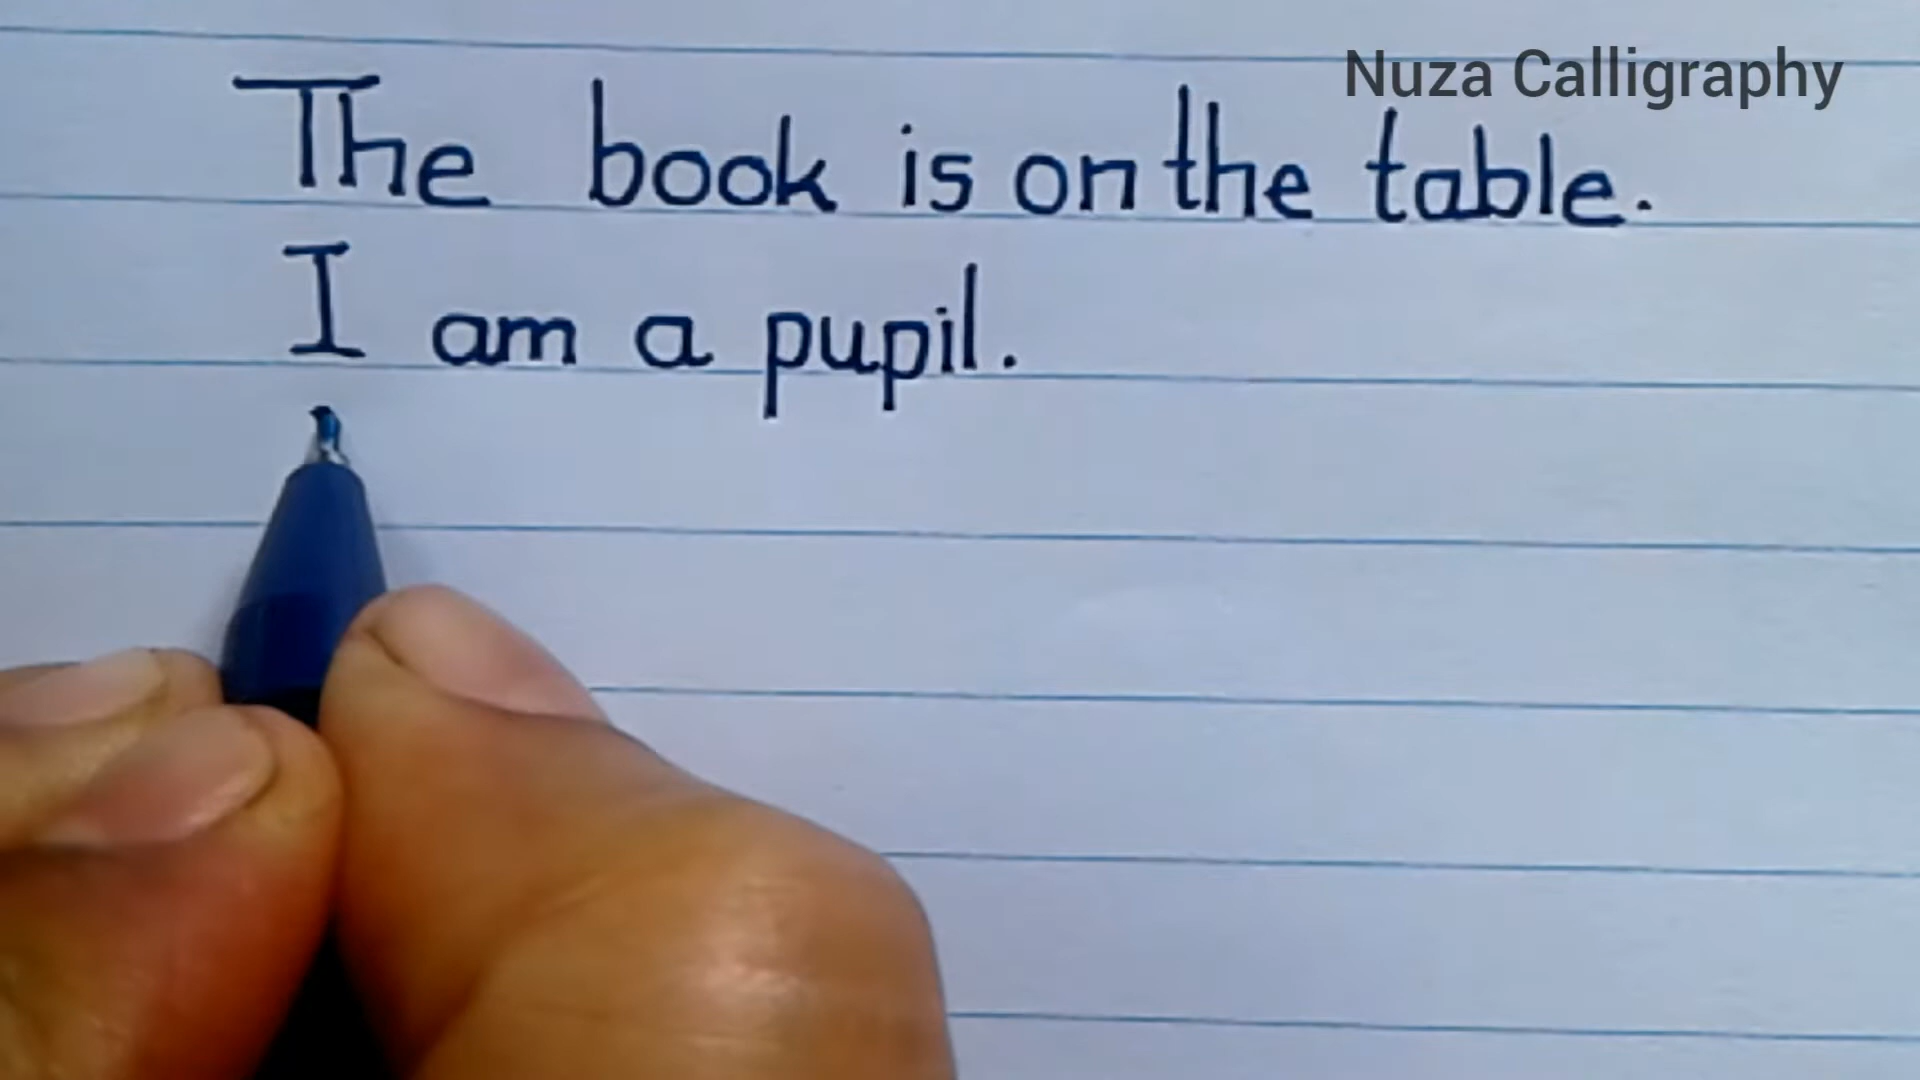 Nuza Calligraphy
The book is on the table.
I am a pupil.